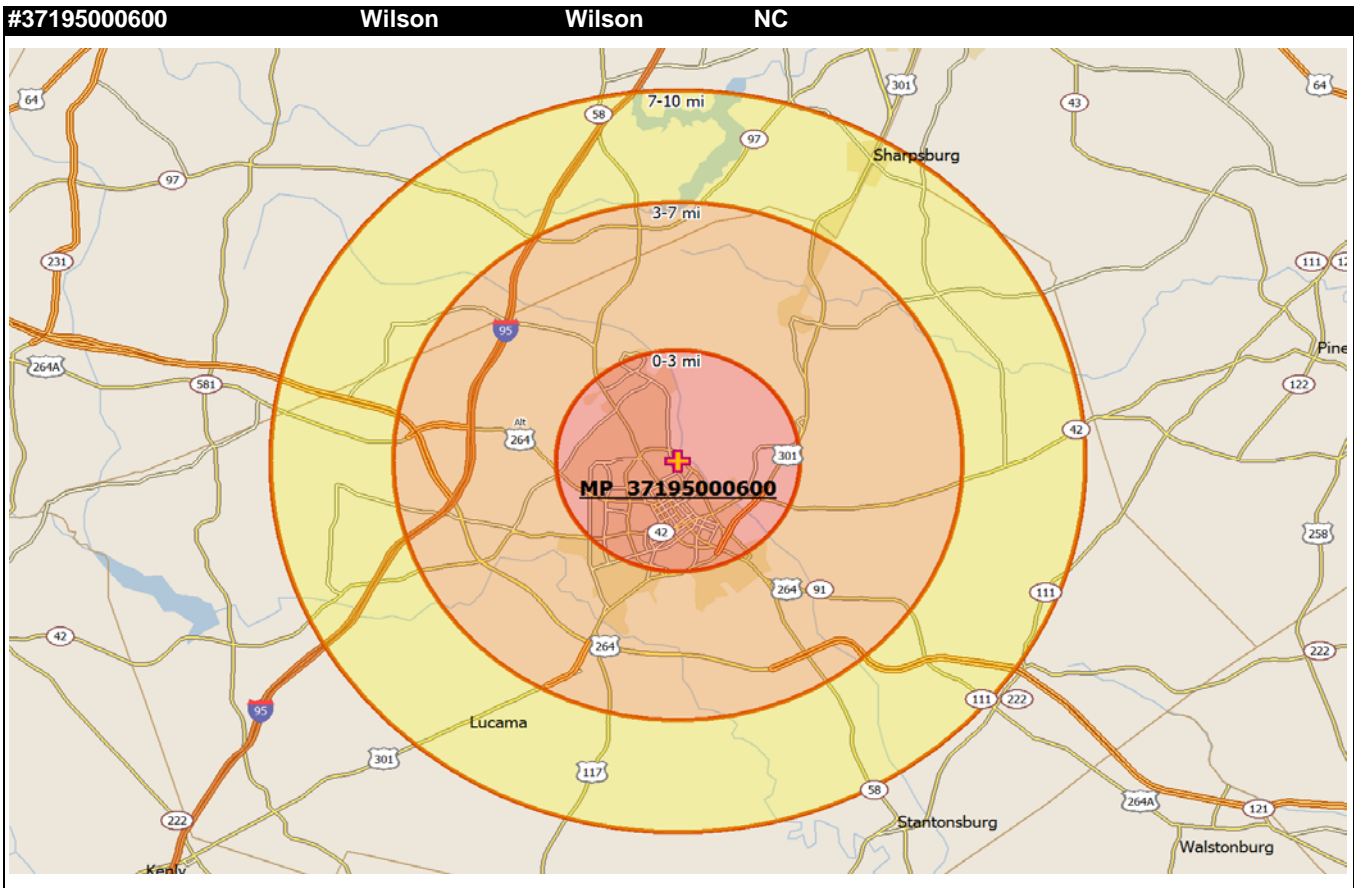 #37195000600 Wilson Wilson NC
7-10 mi
64
301
64
58
43
97
Sharpsburg
97
3-7 mi
231
111
95
Pine
0-3 mi
264A
581
122
Alt
264
42
301
MP_37195000600
42
258
264
91
111
42
264
222
111
222
95
Lucama
301
117
58
264A
121
222
Stantonsburg
Walstonburg
Kenly